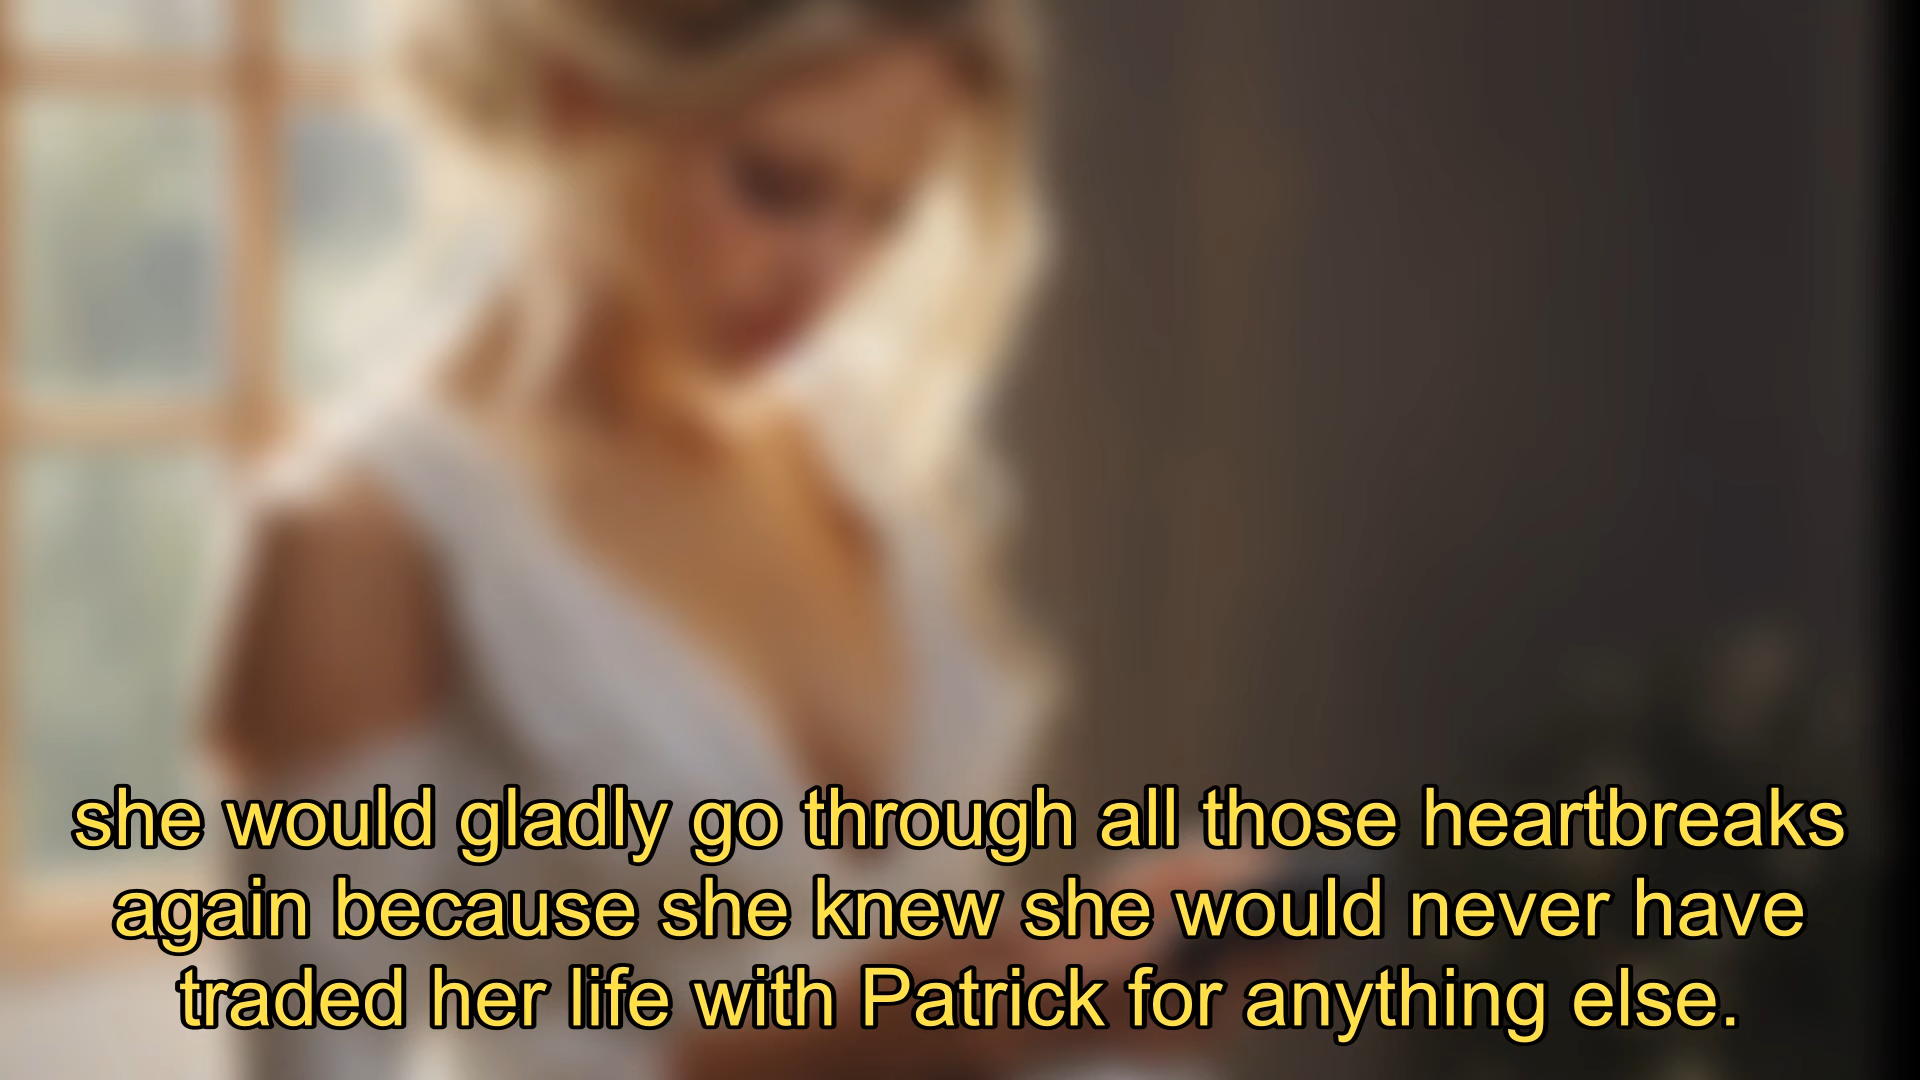 she would gladly go through all those heartbreaks
again because she knew she would never have
traded her life with Patrick for anything else.